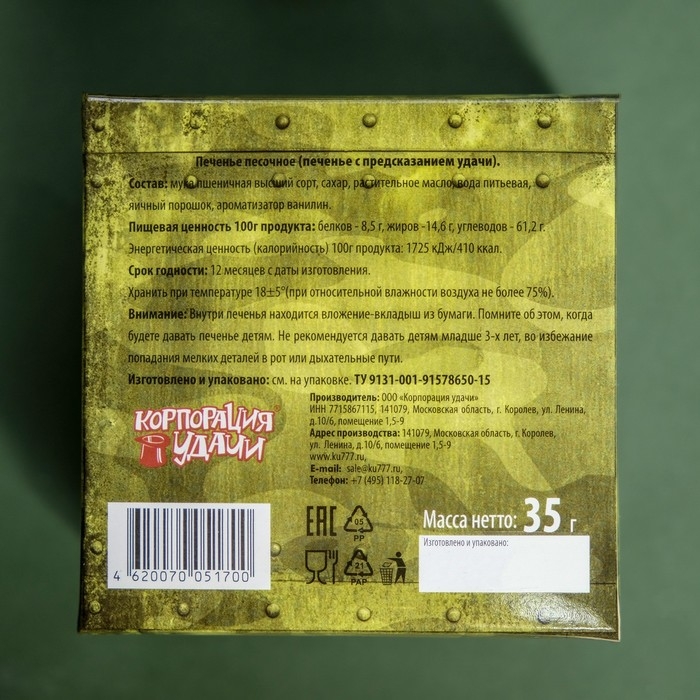 Печенье песочное (печенье с предсказанием удачи).
Состав: мука пшеничная высший сорт, сахар, растительное масло, вода питьевая,
яичный порошок, ароматизатор ванилин.
Пищевая ценность 100г продукта: белков - 8,5 г, жиров -14,6 г, углеводов - 61,2 г.
Энергетическая ценность (калорийность) 100г продукта: 1725 кДж/410 ккал.
Срок годности: 12 месяцев с даты изготовления.
Хранить при температуре 18±5°(при относительной влажности воздуха не более 75%).
Внимание: Внутри печенья находится вложение-вкладыш из бумаги. Помните об этом, когда
будете давать печенье детям. Не рекомендуется давать детям младше 3-х лет, во избежание
попадания мелких деталей в рот или дыхательные пути.
Изготовлено и упаковано: см. на упаковке. ТУ 9131-001-91578650-15
КОРПОРАЦИЯ
УДАЧИ
Производитель: ООО «Корпорация удачи»
ИНН 7715867115, 141079, Московская область, г. Королев, ул. Ленина,
д.10/6, помещение 1,5-9
Адрес производства: 141079, Московская область, г. Королев,
ул. Ленина, д.10/6, помещение 1,5-9
www.ku777.ru,
E-mail: sale@ku777.ru,
Телефон: +7 (495) 118-27-07
4 620070 051700
EAC
05
PP
21
PAP
Масса нетто: 35 г
Изготовлено и упаковано: